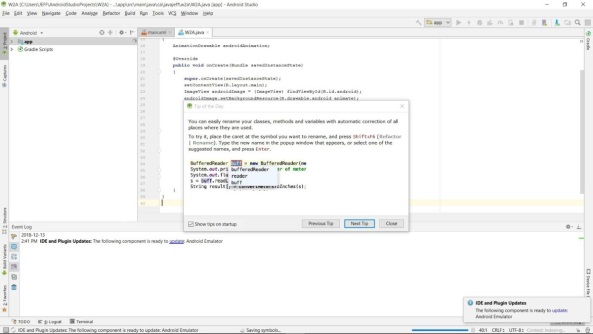 W2A [C:\Users\JEFF\AndroidStudioProjects\W2A] - ...\app\src\main\java\co\javajeff\w2a\W2A.java [app] - Android Studio
File Edit View Navigate Code Analyze Refactor Build Run Tools VCS Window Help
app
Android
main.xml
W2A.java
app
Gradle Scripts
AnimationDrawable androidAnimation;
@Override
public void onCreate(Bundle savedInstanceState)
{
super.onCreate(savedInstanceState);
setContentView(R.layout.main);
ImageView androidImage = (ImageView) findViewById(R.id.android);
androidImage.setBackgroundResource(R.drawable.android_animate);
Tip of the Day
You can easily rename your classes, methods and variables with automatic correction of all
places where they are used.
To try it, place the caret at the symbol you want to rename, and press Shift+F6 (Refactor
| Rename). Type the new name in the popup window that appears, or select one of the
suggested names, and press Enter.
BufferedReader buff = new BufferedReader(ne
System.out.pri
bufferedReader
er of meter
System.out.flu
reader
s = buff.read
buff
String result
Show tips on startup
Previous Tip
Next Tip
Close
Event Log
2018-12-15
2:41 PM IDE and Plugin Updates: The following component is ready to update: Android Emulator
IDE and Plugin Updates
The following component is ready to update:
Android Emulator
TODO
6: Logcat
Terminal
IDE and Plugin Updates: The following component is ready to update: Android Emulator
Saving symbols...
40:1 CRLF: UTF-8:
Gradle
Captures
Build Variants
2: Favorites